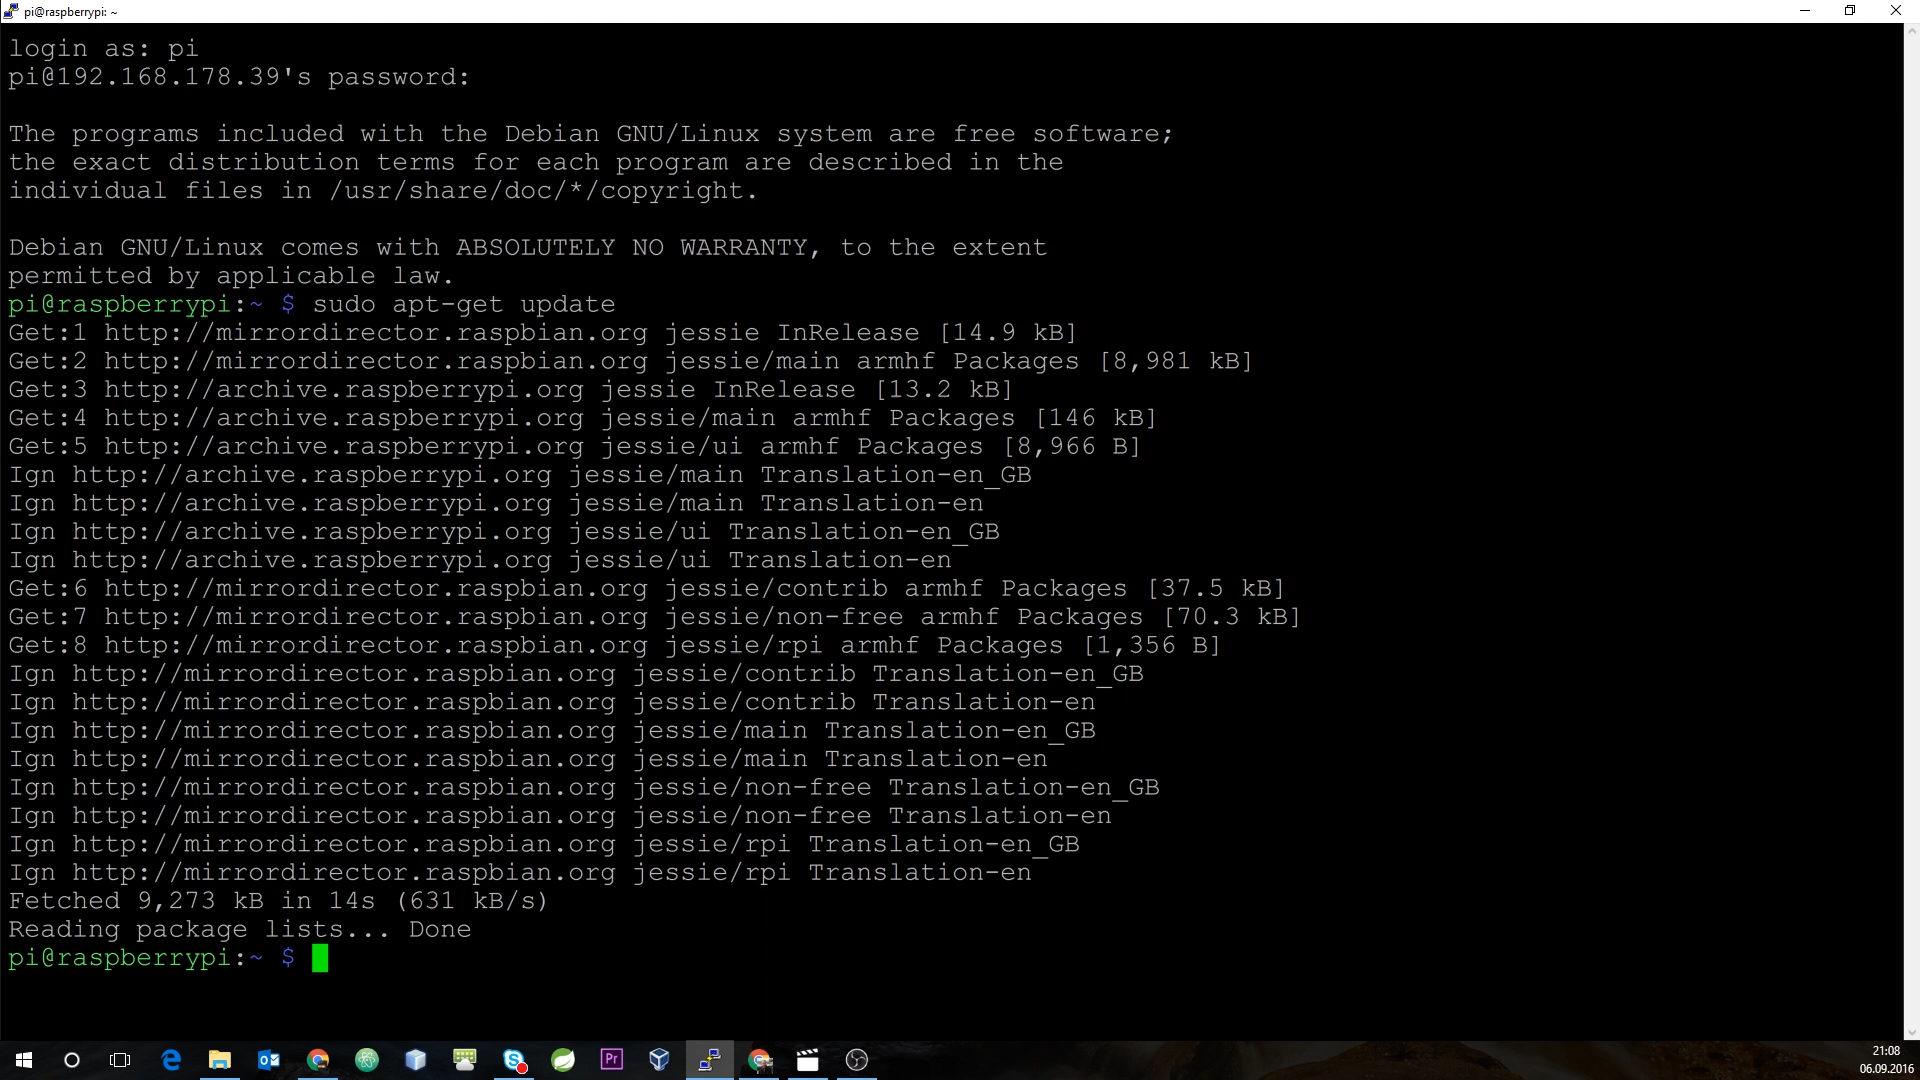 pi@raspberrypi: ~
login as: pi
pi@192.168.178.39's password:
The programs included with the Debian GNU/Linux system are free software;
the exact distribution terms for each program are described in the
individual files in /usr/share/doc/*/copyright.
Debian GNU/Linux comes with ABSOLUTELY NO WARRANTY, to the extent
permitted by applicable law.
pi@raspberrypi:~ $ sudo apt-get update
Get:1 http://mirrordirector.raspbian.org jessie InRelease [14.9 kB]
Get:2 http://mirrordirector.raspbian.org jessie/main armhf Packages [8,981 kB]
Get:3 http://archive.raspberrypi.org jessie InRelease [13.2 kB]
Get:4 http://archive.raspberrypi.org jessie/main armhf Packages [146 kB]
Get:5 http://archive.raspberrypi.org jessie/ui armhf Packages [8,966 B]
Ign http://archive.raspberrypi.org jessie/main Translation-en_GB
Ign http://archive.raspberrypi.org jessie/main Translation-en
Ign http://archive.raspberrypi.org jessie/ui Translation-en_GB
Ign http://archive.raspberrypi.org jessie/ui Translation-en
Get:6 http://mirrordirector.raspbian.org jessie/contrib armhf Packages [37.5 kB]
Get:7 http://mirrordirector.raspbian.org jessie/non-free armhf Packages [70.3 kB]
Get:8 http://mirrordirector.raspbian.org jessie/rpi armhf Packages [1,356 B]
Ign http://mirrordirector.raspbian.org jessie/contrib Translation-en_GB
Ign http://mirrordirector.raspbian.org jessie/contrib Translation-en
Ign http://mirrordirector.raspbian.org jessie/main Translation-en_GB
Ign http://mirrordirector.raspbian.org jessie/main Translation-en
Ign http://mirrordirector.raspbian.org jessie/non-free Translation-en_GB
Ign http://mirrordirector.raspbian.org jessie/non-free Translation-en
Ign http://mirrordirector.raspbian.org jessie/rpi Translation-en_GB
Ign http://mirrordirector.raspbian.org jessie/rpi Translation-en
Fetched 9,273 kB in 14s (631 kB/s)
Reading package lists... Done
pi@raspberrypi:~ $
Pr
21:08
06.09.2016